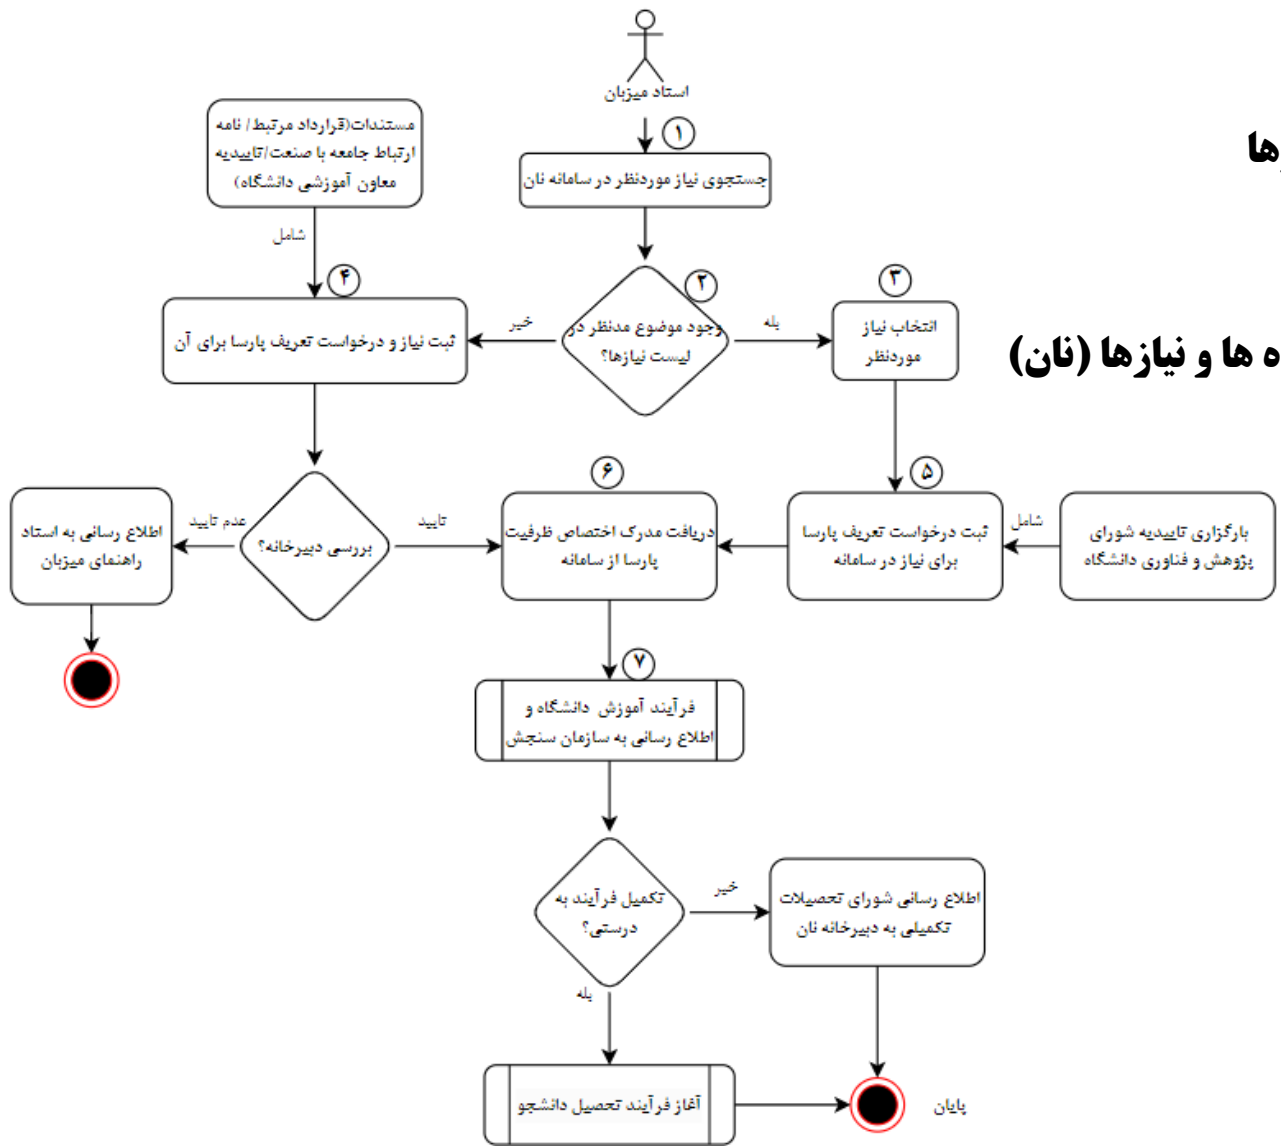 استاد میزبان
۱
جستجوی نیاز موردنظر در سامانه نان
مستندات(قرارداد مرتبط/ نامه
ارتباط جامعه با صنعت/تاییدیه
معاون آموزشی دانشگاه)
شامل
۲
وجود موضوع مدنظر در
لیست نیازها؟
بله
خیر
۳
انتخاب نیاز
موردنظر
۴
ثبت نیاز و درخواست تعریف پارسا برای آن
ه ها و نیازها (نان)
بررسی دبیرخانه؟
عدم تایید
تایید
اطلاع رسانی به استاد
راهنمای میزبان
۵
ثبت درخواست تعریف پارسا
برای نیاز در سامانه
شامل
بارگزاری تاییدیه شورای
پژوهش و فناوری دانشگاه
۶
دریافت مدرک اختصاص ظرفیت
پارسا از سامانه
۷
فرآیند آموزش دانشگاه و
اطلاع رسانی به سازمان سنجش
تکمیل فرآیند به
درستی؟
خیر
اطلاع رسانی شورای تحصیلات
تکمیلی به دبیرخانه نان
بله
آغاز فرآیند تحصیل دانشجو
پایان